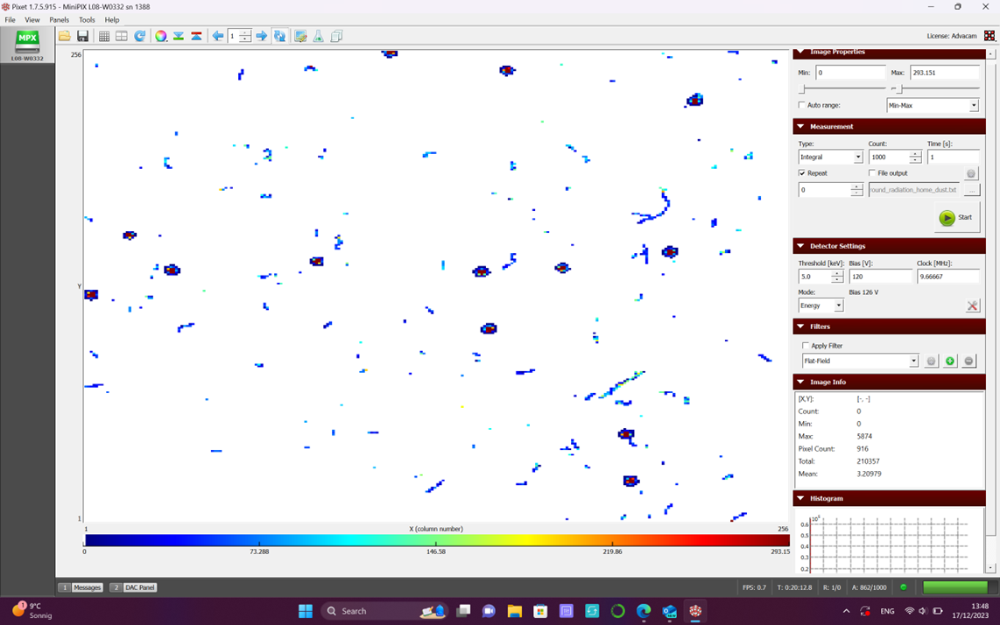 Pixet 1.7.5.915 - MiniPIX L08-W0332 sn 1388
File View Panels Tools Help
MPX
L08-W0332
1
License: Advacam
256
Y
1
1
X (column number)
256
0
73.288
146.58
219.86
293.15
Image Properties
Min: 0 Max: 293.151
Auto range: Min-Max
Measurement
Type: Count: Time [s]:
Integral 1000 1
Repeat File output
0 round_radiation_home_dust.txt ...
Start
Detector Settings
Threshold [keV]: Bias [V]: Clock [MHz]:
5.0 120 9.66667
Mode: Bias 126 V
Energy
Filters
Apply Filter
Flat-Field
Image Info
[X,Y]: [-, -]
Count: 0
Min: 0
Max: 5874
Pixel Count: 916
Total: 210357
Mean: 3.20979
Histogram
0.6
0.5
0.4
0.3
0.2
1 Messages 2 DAC Panel
FPS: 0.7 T: 0:20:12.8 R: 1/0 A: 862/1000
1
9°C
Sonnig
Search
ENG
13:48
17/12/2023